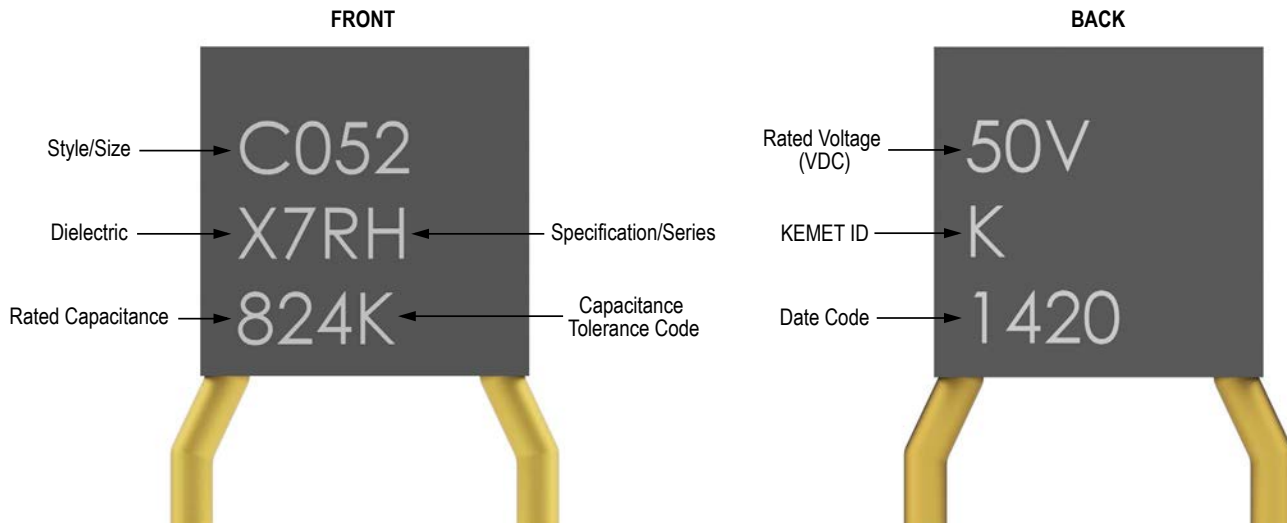 FRONT
BACK
Style/Size
C052
Dielectric
X7RH
Specification/Series
Rated Capacitance
824K
Capacitance
Tolerance Code
Rated Voltage
(VDC)
50V
KEMET ID
K
Date Code
1420